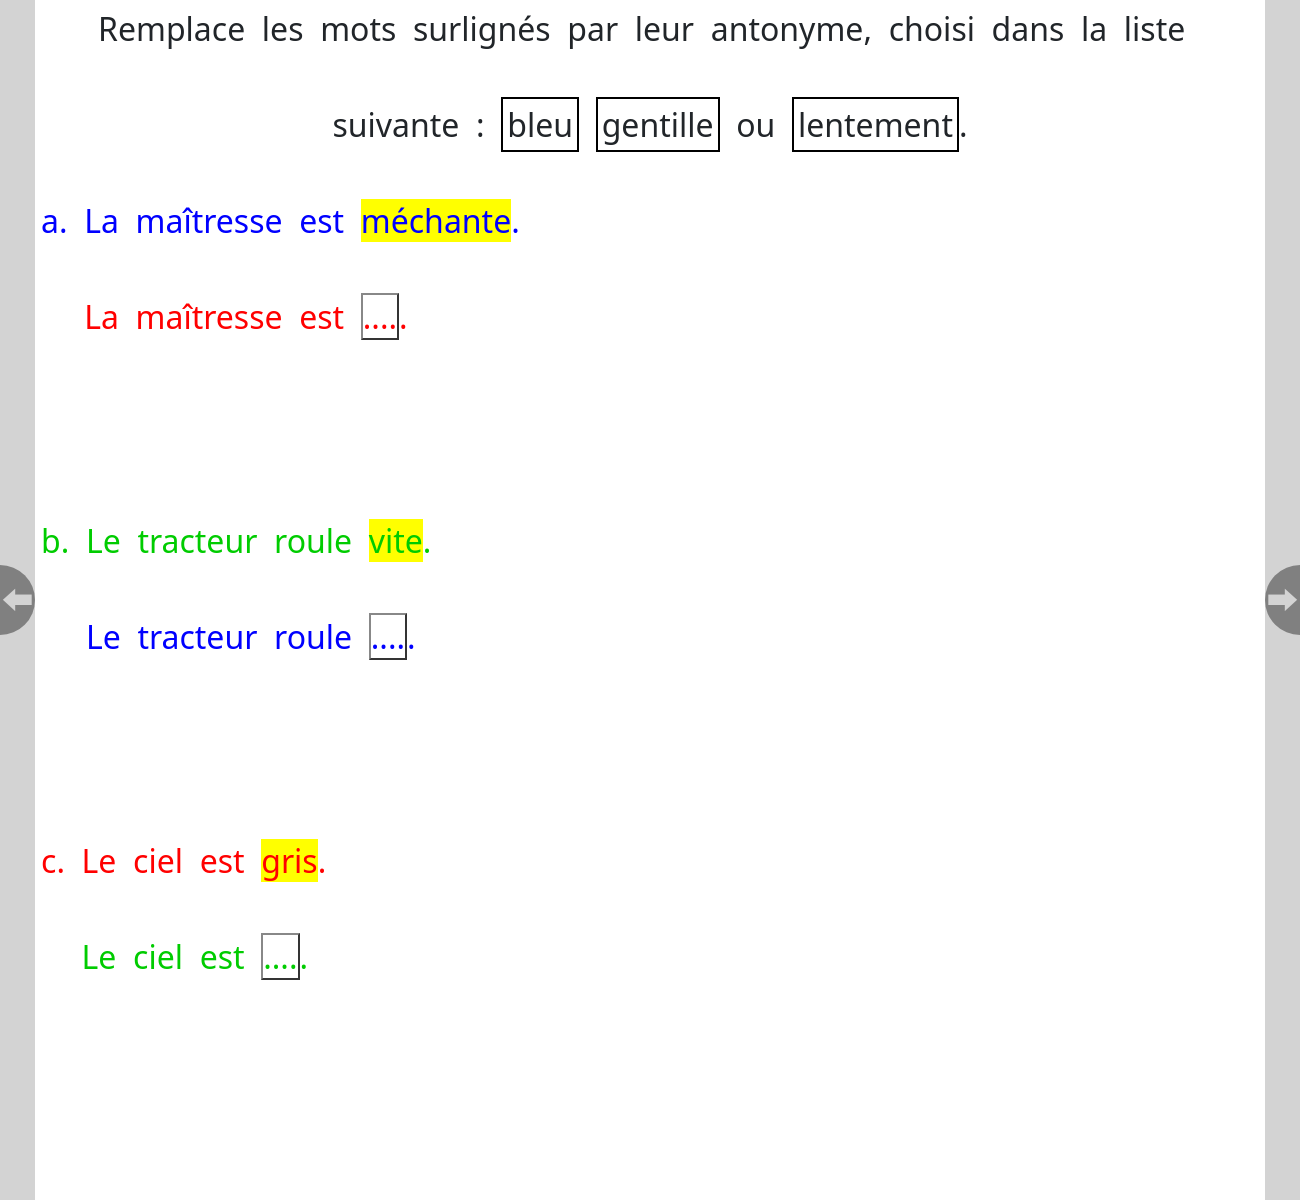 Remplace les mots surlignés par leur antonyme, choisi dans la liste
suivante : bleu gentille ou lentement.
a. La maîtresse est méchante.
La maîtresse est .....
b. Le tracteur roule vite.
Le tracteur roule .....
c. Le ciel est gris.
Le ciel est .....